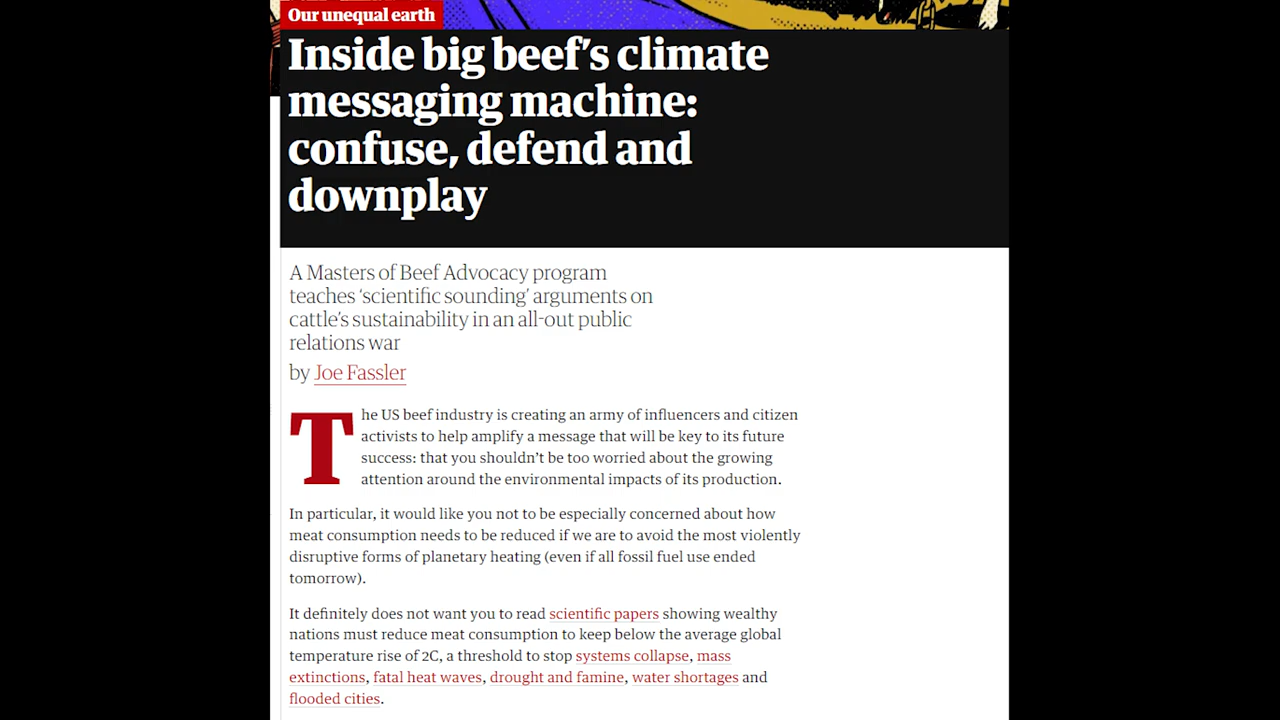 Our unequal earth
Inside big beef's climate
messaging machine:
confuse, defend and
downplay
A Masters of Beef Advocacy program
teaches ‘scientific sounding’ arguments on
cattle’s sustainability in an all-out public
relations war
by Joe Fassler
The US beef industry is creating an army of influencers and citizen
activists to help amplify a message that will be key to its future
success: that you shouldn’t be too worried about the growing
attention around the environmental impacts of its production.
In particular, it would like you not to be especially concerned about how
meat consumption needs to be reduced if we are to avoid the most violently
disruptive forms of planetary heating (even if all fossil fuel use ended
tomorrow).
It definitely does not want you to read scientific papers showing wealthy
nations must reduce meat consumption to keep below the average global
temperature rise of 2C, a threshold to stop systems collapse, mass
extinctions, fatal heat waves, drought and famine, water shortages and
flooded cities.